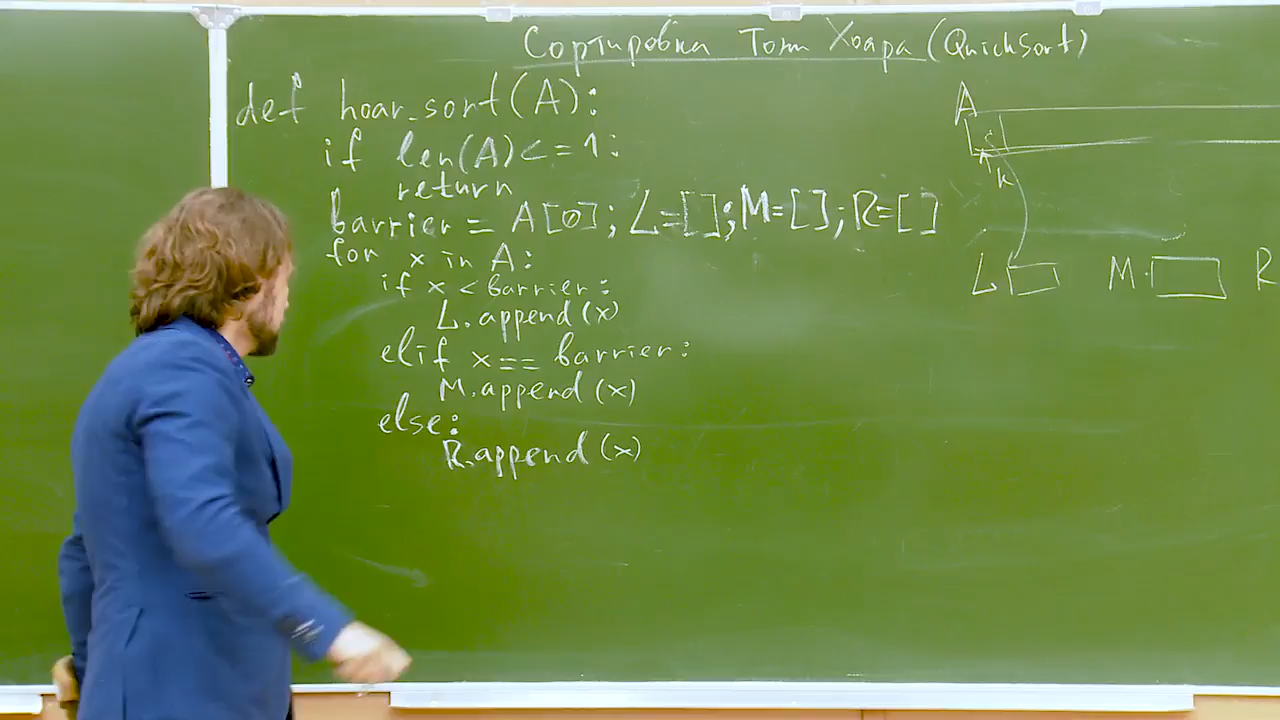 Сортировка Тони Хоара (QuickSort)
def hoar_sort(A):
if len(A)<=1:
return
barrier = A[0]; L=[]; M=[]; R=[]
for x in A:
if x < barrier:
L.append(x)
elif x == barrier:
M.append(x)
else:
R.append(x)
A
k
L M R